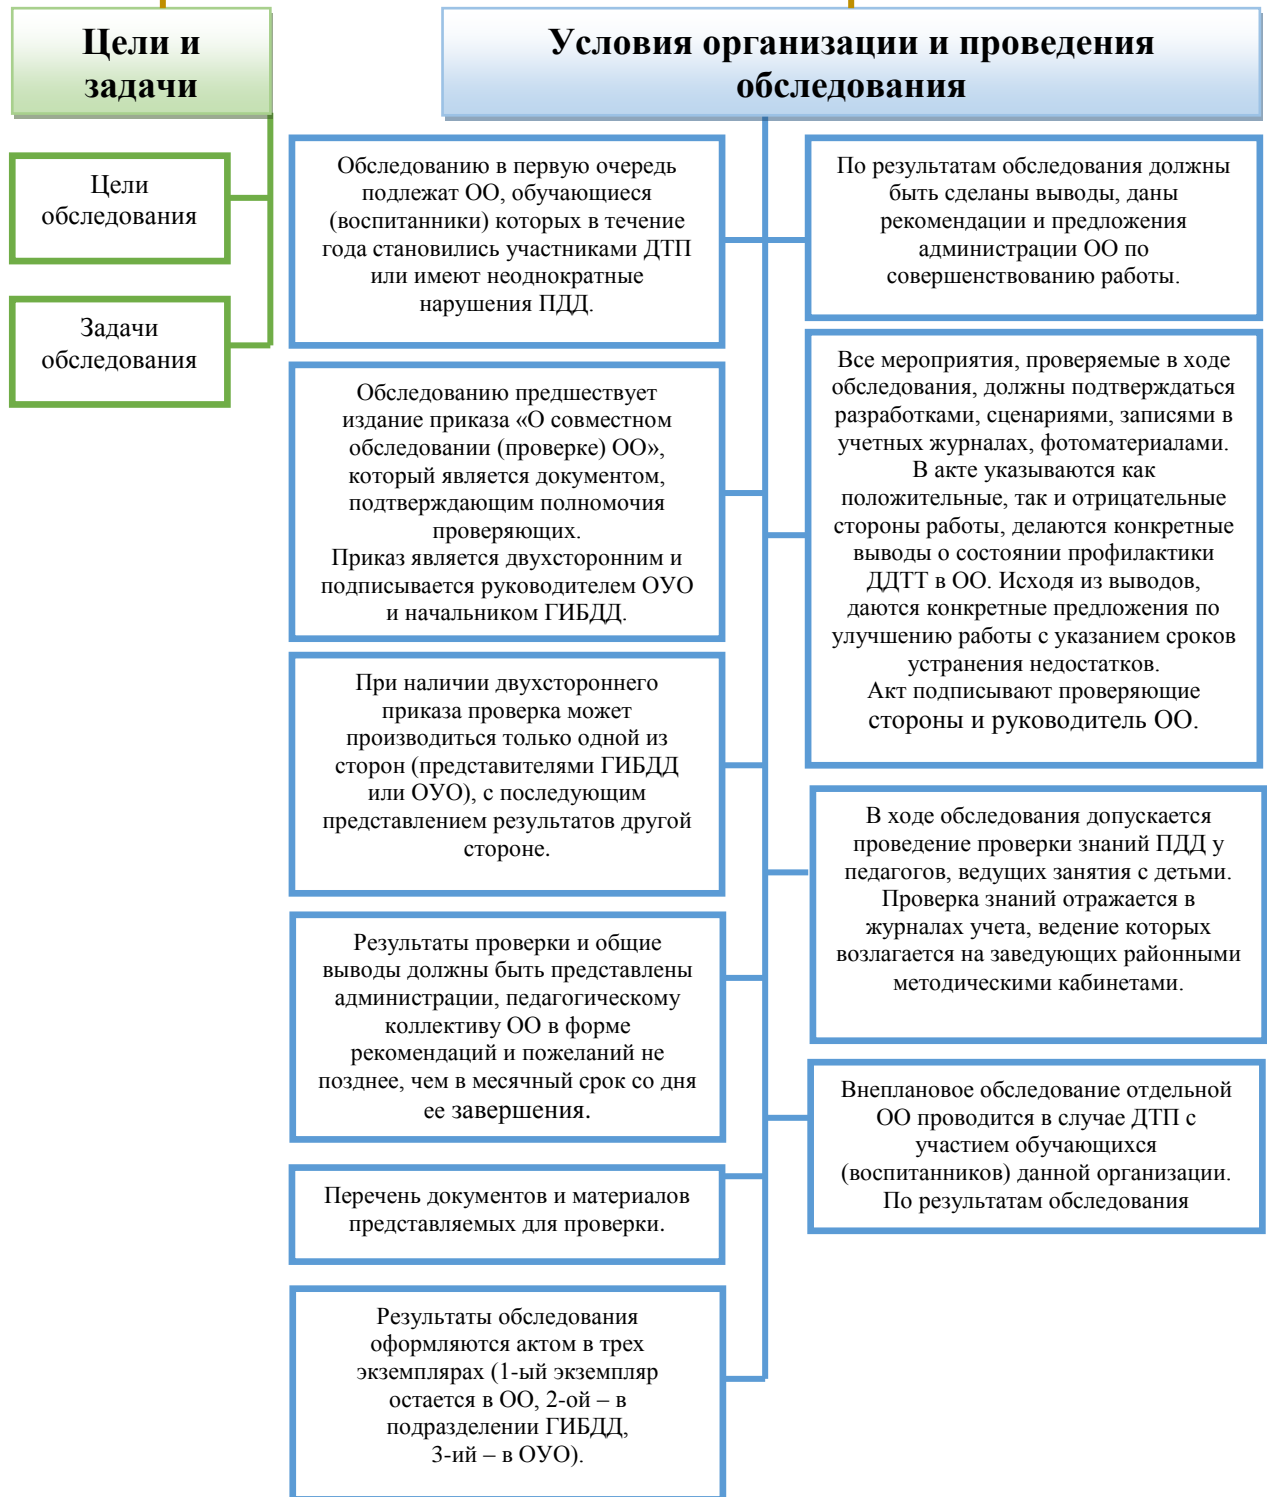 Цели и
задачи
Цели
обследования
Задачи
обследования
Условия организации и проведения
обследования
Обследованию в первую очередь
подлежат ОО, обучающиеся
(воспитанники) которых в течение
года становились участниками ДТП
или имеют неоднократные
нарушения ПДД.
Обследованию предшествует
издание приказа «О совместном
обследовании (проверке) ОО»,
который является документом,
подтверждающим полномочия
проверяющих.
Приказ является двухсторонним и
подписывается руководителем ОУО
и начальником ГИБДД.
При наличии двухстороннего
приказа проверка может
производиться только одной из
сторон (представителями ГИБДД
или ОУО), с последующим
представлением результатов другой
стороне.
Результаты проверки и общие
выводы должны быть представлены
администрации, педагогическому
коллективу ОО в форме
рекомендаций и пожеланий не
позднее, чем в месячный срок со дня
ее завершения.
Перечень документов и материалов
представляемых для проверки.
Результаты обследования
оформляются актом в трех
экземплярах (1-ый экземпляр
остается в ОО, 2-ой – в
подразделении ГИБДД,
3-ий – в ОУО).
По результатам обследования должны
быть сделаны выводы, даны
рекомендации и предложения
администрации ОО по
совершенствованию работы.
Все мероприятия, проверяемые в ходе
обследования, должны подтверждаться
разработками, сценариями, записями в
учетных журналах, фотоматериалами.
В акте указываются как
положительные, так и отрицательные
стороны работы, делаются конкретные
выводы о состоянии профилактики
ДДТТ в ОО. Исходя из выводов,
даются конкретные предложения по
улучшению работы с указанием сроков
устранения недостатков.
Акт подписывают проверяющие
стороны и руководитель ОО.
В ходе обследования допускается
проведение проверки знаний ПДД у
педагогов, ведущих занятия с детьми.
Проверка знаний отражается в
журналах учета, ведение которых
возлагается на заведующих районными
методическими кабинетами.
Внеплановое обследование отдельной
ОО проводится в случае ДТП с
участием обучающихся
(воспитанников) данной организации.
По результатам обследования